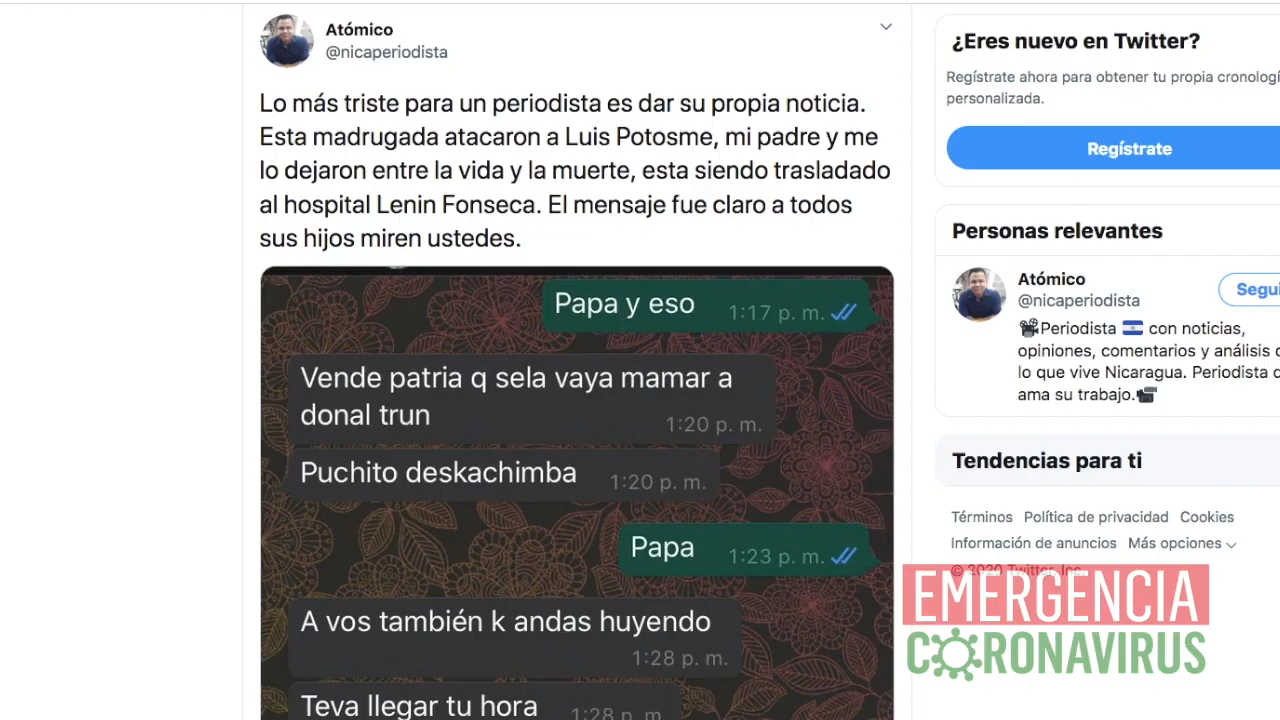 Atómico
@nicaperiodista
Lo más triste para un periodista es dar su propia noticia.
Esta madrugada atacaron a Luis Potosme, mi padre y me
lo dejaron entre la vida y la muerte, esta siendo trasladado
al hospital Lenin Fonseca. El mensaje fue claro a todos
sus hijos miren ustedes.
Papa y eso 1:17 p. m.
Vende patria q sela vaya mamar a
donal trun
1:20 p. m.
Puchito deskachimba 1:20 p. m.
Papa 1:23 p. m.
A vos también k andas huyendo
1:28 p. m.
Teva llegar tu hora 1:28 p. m.
¿Eres nuevo en Twitter?
Regístrate ahora para obtener tu propia cronologí
personalizada.
Regístrate
Personas relevantes
Atómico
@nicaperiodista
Segui
Periodista con noticias,
opiniones, comentarios y análisis d
lo que vive Nicaragua. Periodista q
ama su trabajo.
Tendencias para ti
Términos Política de privacidad Cookies
Información de anuncios Más opciones
© 2020 Twitter, Inc.
EMERGENCIA
CORONAVIRUS